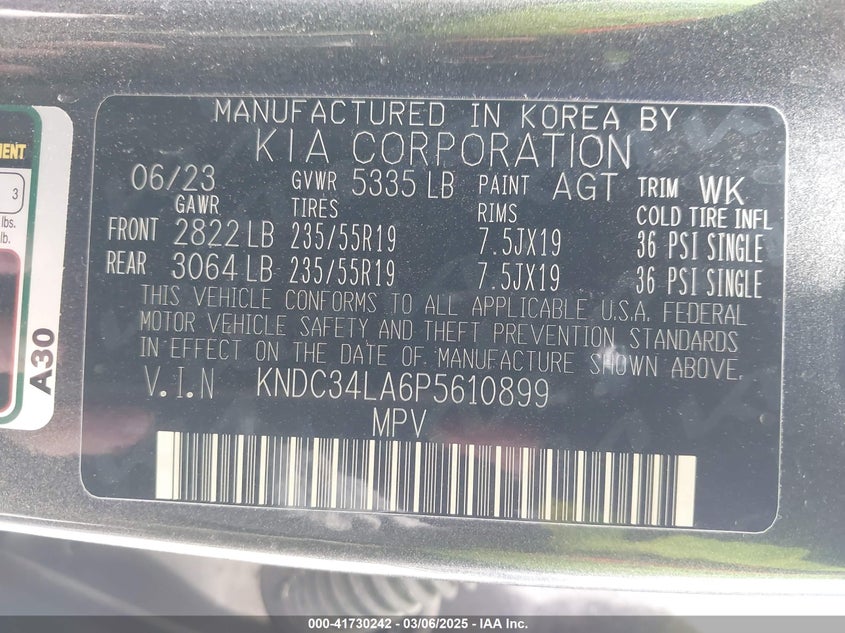 MANUFACTURED IN KOREA BY
KIA CORPORATION
06/23 GVWR 5335 LB PAINT AGT TRIM WK
GAWR TIRES RIMS COLD TIRE INFL
FRONT 2822 LB 235/55R19 7.5JX19 36 PSI SINGLE
REAR 3064 LB 235/55R19 7.5JX19 36 PSI SINGLE
THIS VEHICLE CONFORMS TO ALL APPLICABLE U.S.A. FEDERAL
MOTOR VEHICLE SAFETY AND THEFT PREVENTION STANDARDS
IN EFFECT ON THE DATE OF MANUFACTURE SHOWN ABOVE.
V.I.N KNDC34LA6P5610899
MPV
3
lbs.
lb.
A30
000-41730242 - 03/06/2025 - IAA Inc.